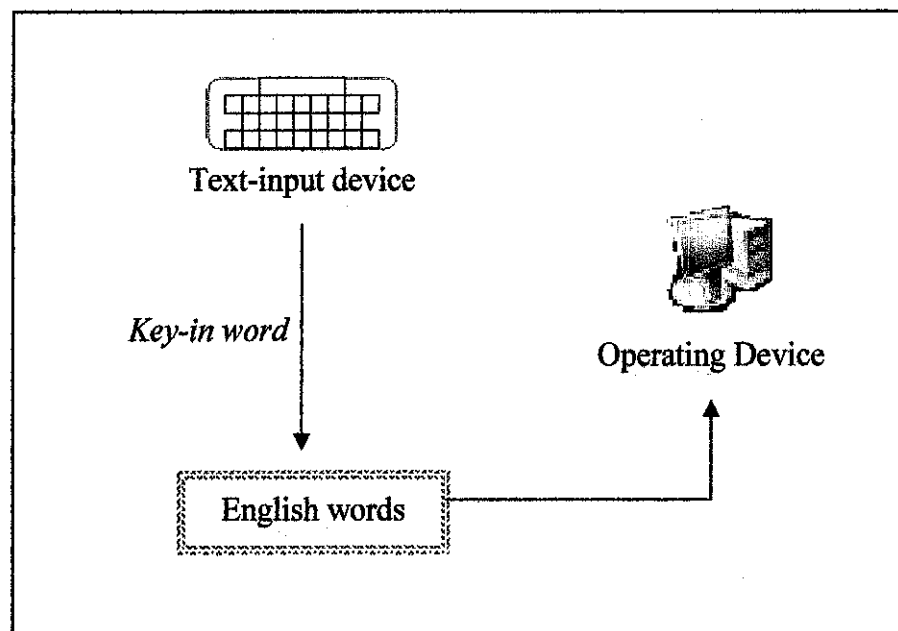 Text-input device
Key-in word
Operating Device
English words